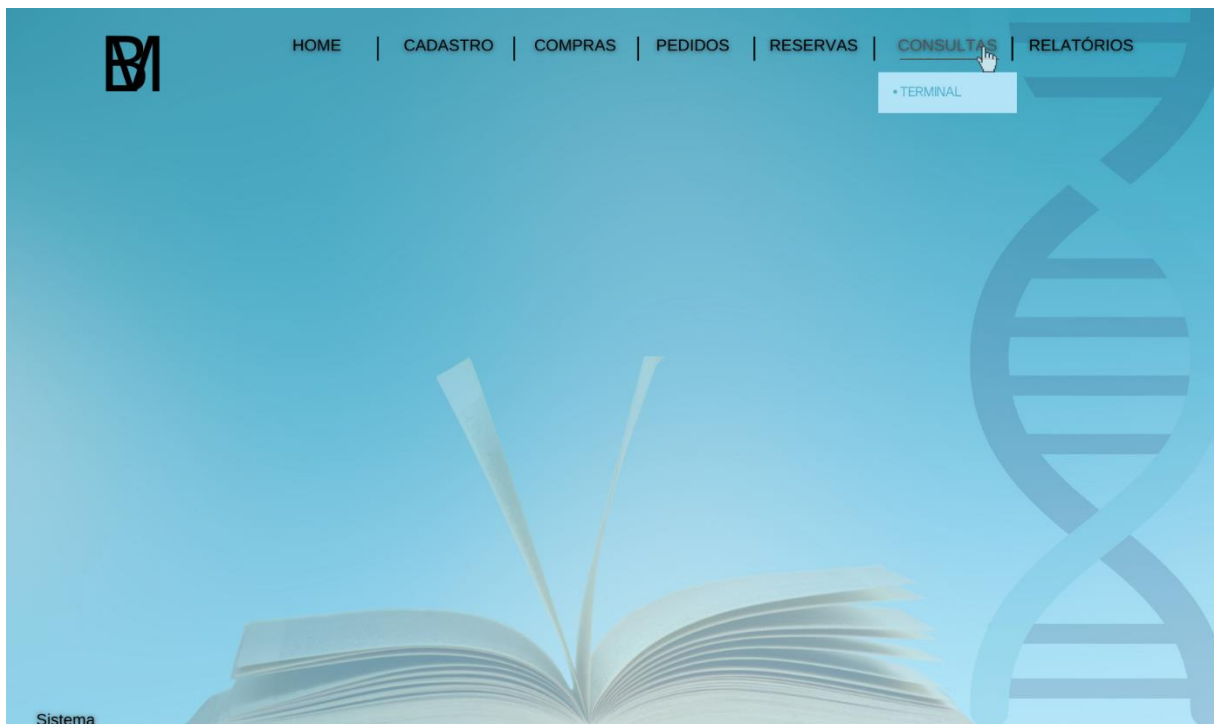 BM
HOME | CADASTRO | COMPRAS | PEDIDOS | RESERVAS | CONSULTAS | RELATÓRIOS
• TERMINAL
Sistema